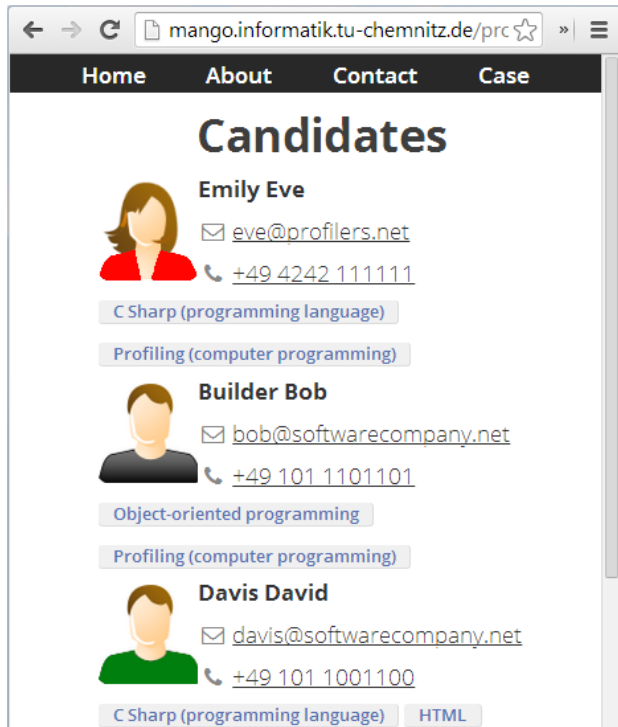 mango.informatik.tu-chemnitz.de/prc
Home About Contact Case
Candidates
Emily Eve
eve@profilers.net
+49 4242 111111
C Sharp (programming language)
Profiling (computer programming)
Builder Bob
bob@softwarecompany.net
+49 101 1101101
Object-oriented programming
Profiling (computer programming)
Davis David
davis@softwarecompany.net
+49 101 1001100
C Sharp (programming language) HTML